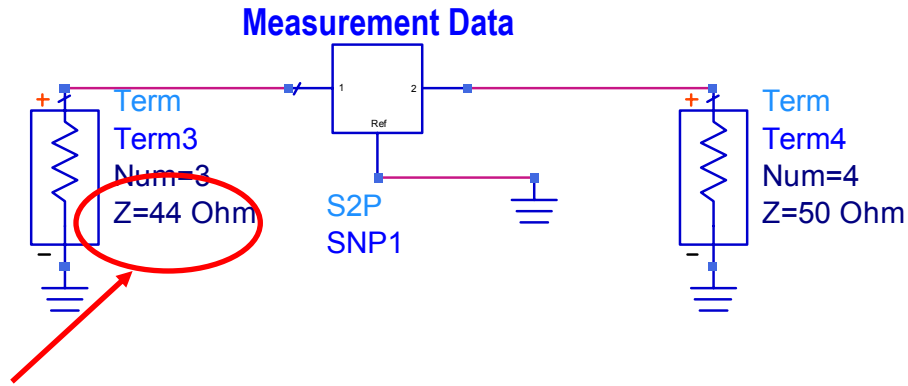 Measurement Data
+
Term
Term3
Num=3
Z=44 Ohm
−
1
2
Ref
S2P
SNP1
+
Term
Term4
Num=4
Z=50 Ohm
−